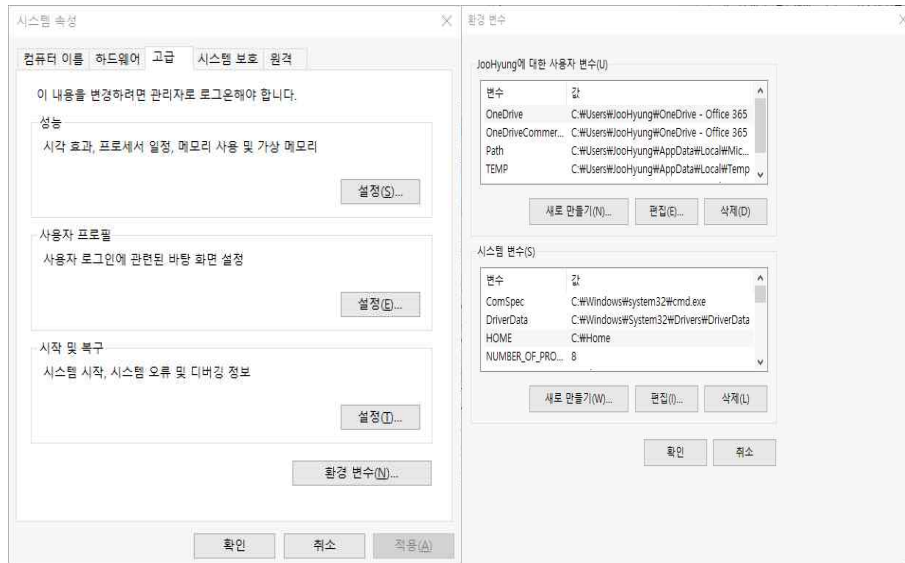 시스템 속성
컴퓨터 이름 하드웨어 고급 시스템 보호 원격
이 내용을 변경하려면 관리자로 로그온해야 합니다.
성능
시각 효과, 프로세서 일정, 메모리 사용 및 가상 메모리
설정(S)...
사용자 프로필
사용자 로그인에 관련된 바탕 화면 설정
설정(E)...
시작 및 복구
시스템 시작, 시스템 오류 및 디버깅 정보
설정(T)...
환경 변수(N)...
확인 취소 적용(A)
환경 변수
JooHyung에 대한 사용자 변수(U)
변수 값
OneDrive C:₩Users₩JooHyung₩OneDrive - Office 365
OneDriveCommer... C:₩Users₩JooHyung₩OneDrive - Office 365
Path C:₩Users₩JooHyung₩AppData₩Local₩Mic...
TEMP C:₩Users₩JooHyung₩AppData₩Local₩Temp
새로 만들기(N)... 편집(E)... 삭제(D)
시스템 변수(S)
변수 값
ComSpec C:₩Windows₩system32₩cmd.exe
DriverData C:₩Windows₩System32₩Drivers₩DriverData
HOME C:₩Home
NUMBER_OF_PRO... 8
새로 만들기(W)... 편집(I)... 삭제(L)
확인 취소